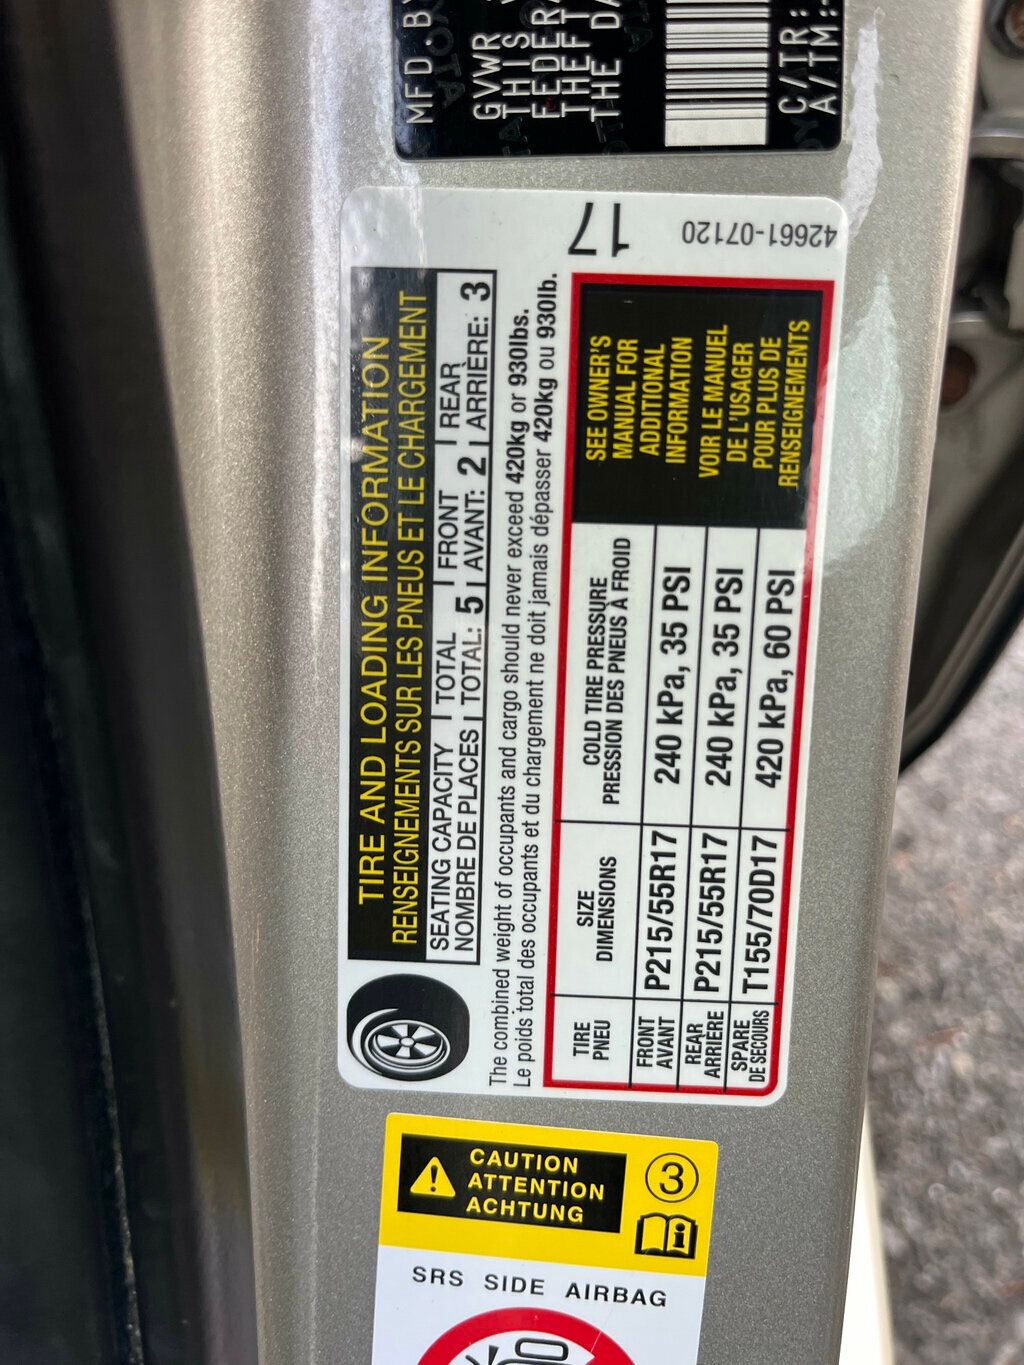 MFD.BY
GVWR
THIS
FEDER
THEFT
THE DA
C/TR:
A/TM:
TIRE AND LOADING INFORMATION
RENSEIGNEMENTS SUR LES PNEUS ET LE CHARGEMENT
SEATING CAPACITY | TOTAL | FRONT | REAR
NOMBRE DE PLACES | TOTAL: 5 | AVANT: 2 | ARRIÈRE: 3
The combined weight of occupants and cargo should never exceed 420kg or 930lbs.
Le poids total des occupants et du chargement ne doit jamais dépasser 420kg ou 930lb.
17
42661-07120
TIRE
PNEU
SIZE
DIMENSIONS
COLD TIRE PRESSURE
PRESSION DES PNEUS À FROID
FRONT
AVANT
P215/55R17
240 kPa, 35 PSI
REAR
ARRIÈRE
P215/55R17
240 kPa, 35 PSI
SPARE
DE SECOURS
T155/70D17
420 kPa, 60 PSI
SEE OWNER'S
MANUAL FOR
ADDITIONAL
INFORMATION
VOIR LE MANUEL
DE L'USAGER
POUR PLUS DE
RENSEIGNEMENTS
CAUTION
ATTENTION
ACHTUNG
3
SRS SIDE AIRBAG